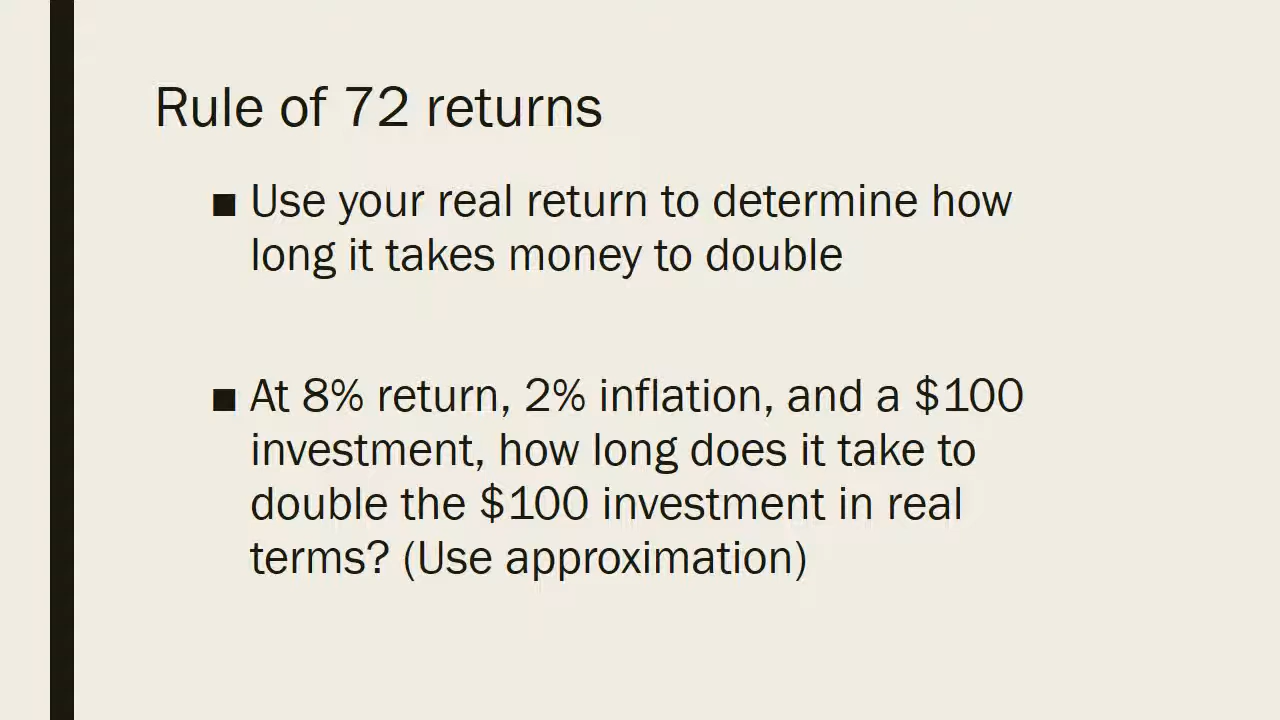 Rule of 72 returns
■ Use your real return to determine how
long it takes money to double
■ At 8% return, 2% inflation, and a $100
investment, how long does it take to
double the $100 investment in real
terms? (Use approximation)